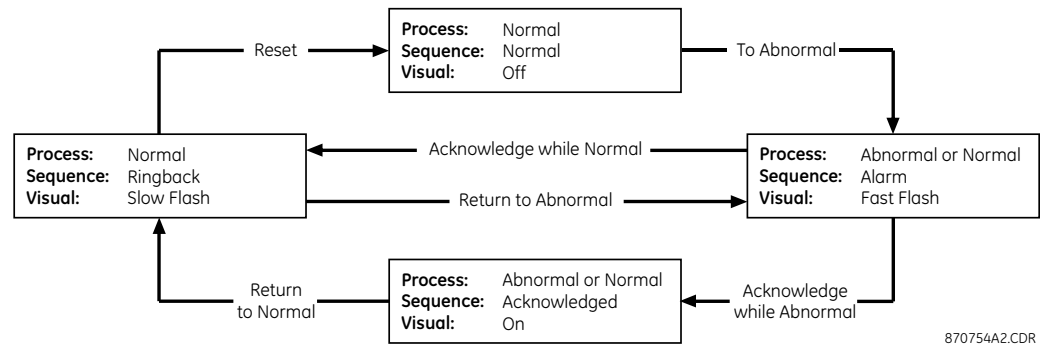 Process: Normal
Sequence: Normal
Visual: Off
Reset
To Abnormal
Process: Normal
Sequence: Ringback
Visual: Slow Flash
Acknowledge while Normal
Return to Abnormal
Process: Abnormal or Normal
Sequence: Alarm
Visual: Fast Flash
Return
to Normal
Process: Abnormal or Normal
Sequence: Acknowledged
Visual: On
Acknowledge
while Abnormal
870754A2.CDR